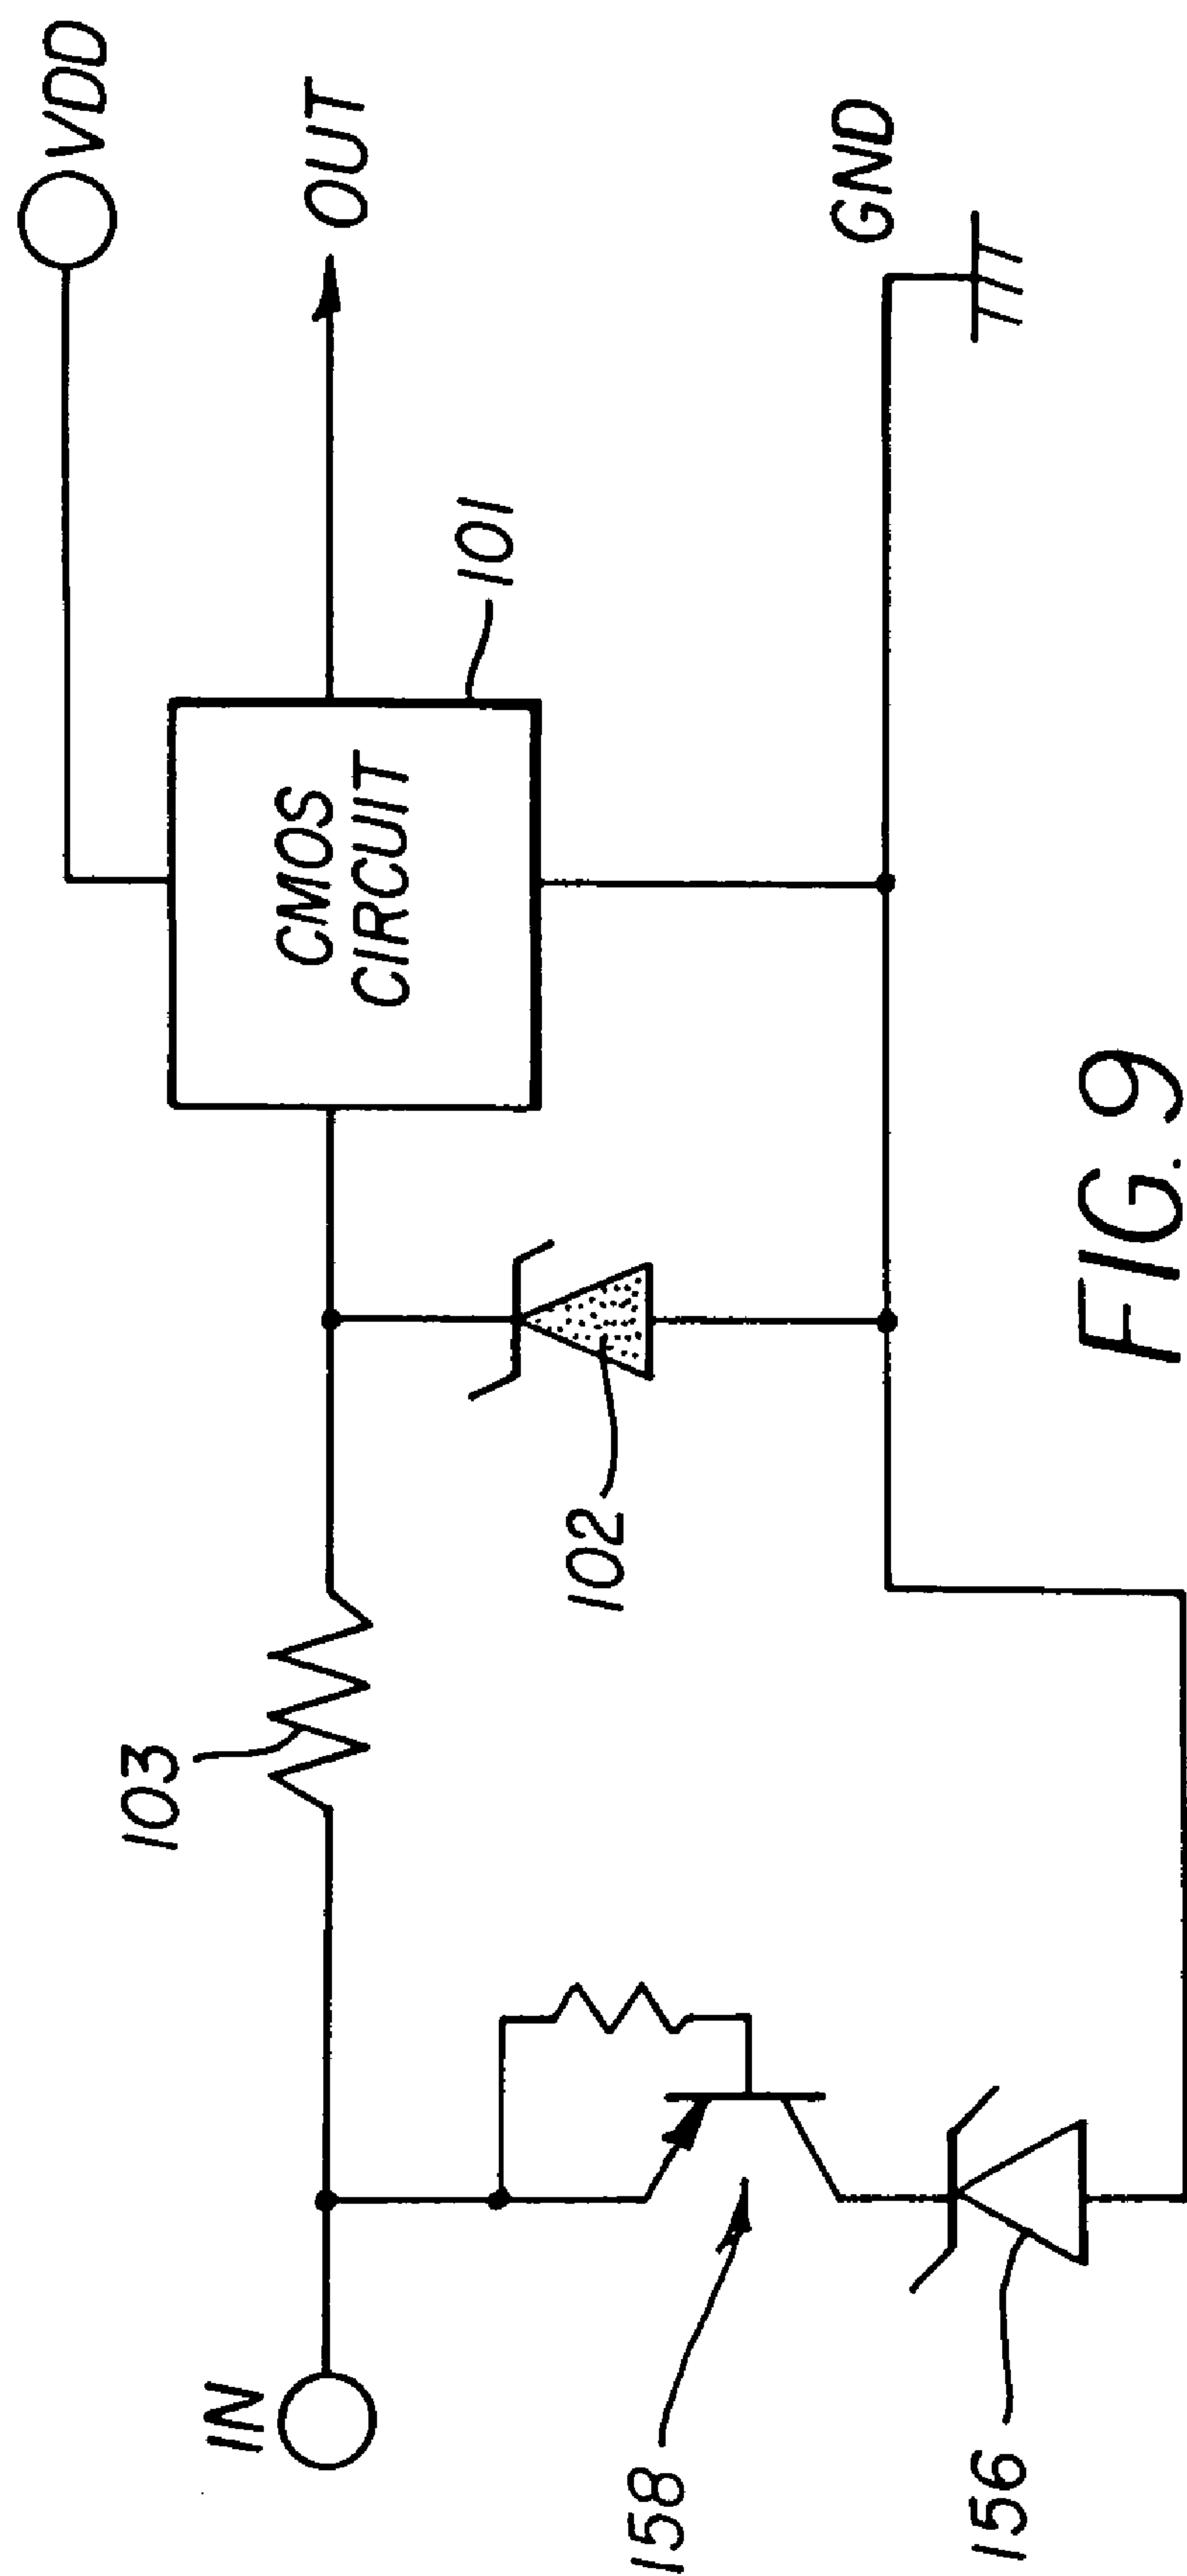 VDD
OUT
IN
103
CMOS
CIRCUIT
101
102
158
156
GND
FIG. 9